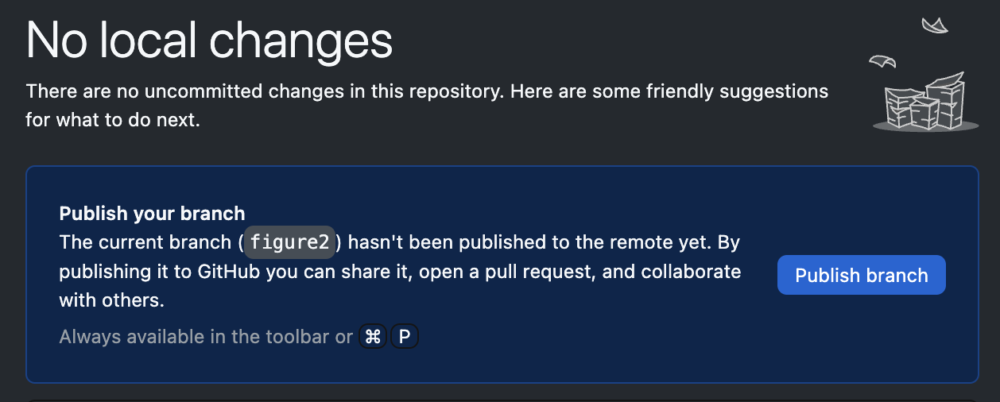 No local changes
There are no uncommitted changes in this repository. Here are some friendly suggestions
for what to do next.
Publish your branch
The current branch (figure2) hasn't been published to the remote yet. By
publishing it to GitHub you can share it, open a pull request, and collaborate
with others.
Publish branch
Always available in the toolbar or ⌘ P